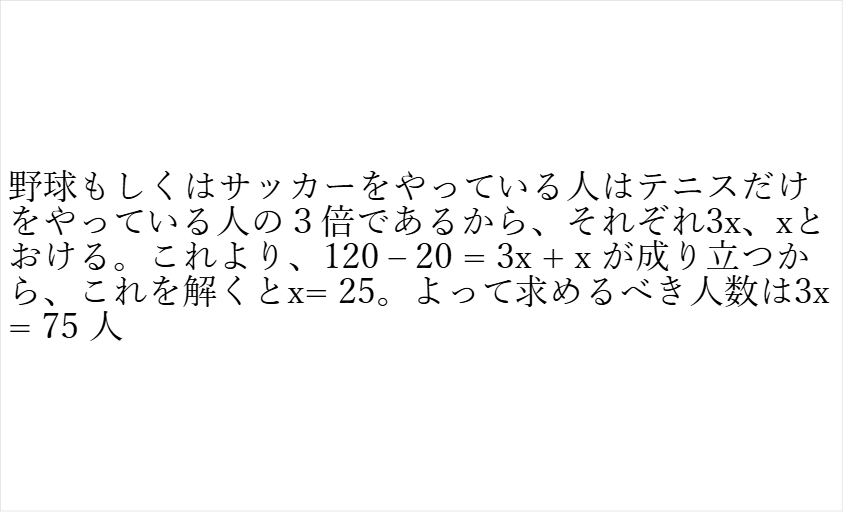 野球もしくはサッカーをやっている人はテニスだけ
をやっている人の３倍であるから、それぞれ3x、xと
おける。これより、120 – 20 = 3x + x が成り立つか
ら、これを解くとx= 25。よって求めるべき人数は3x
= 75 人